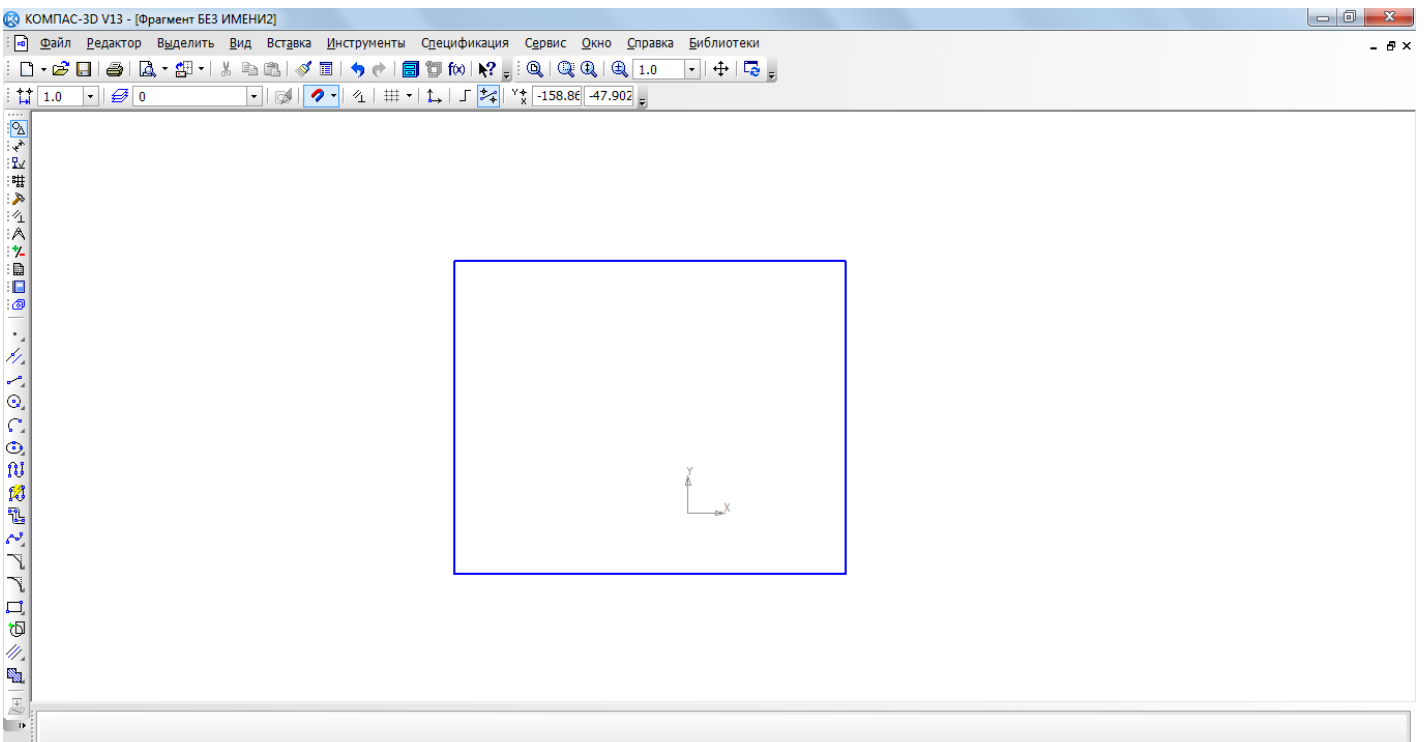 КОМПАС-3D V13 - [Фрагмент БЕЗ ИМЕНИ2]
Файл Редактор Выделить Вид Вставка Инструменты Спецификация Сервис Окно Справка Библиотеки
f(x) ? 1.0
1.0 0 Y X -158.86 -47.902
Y
X